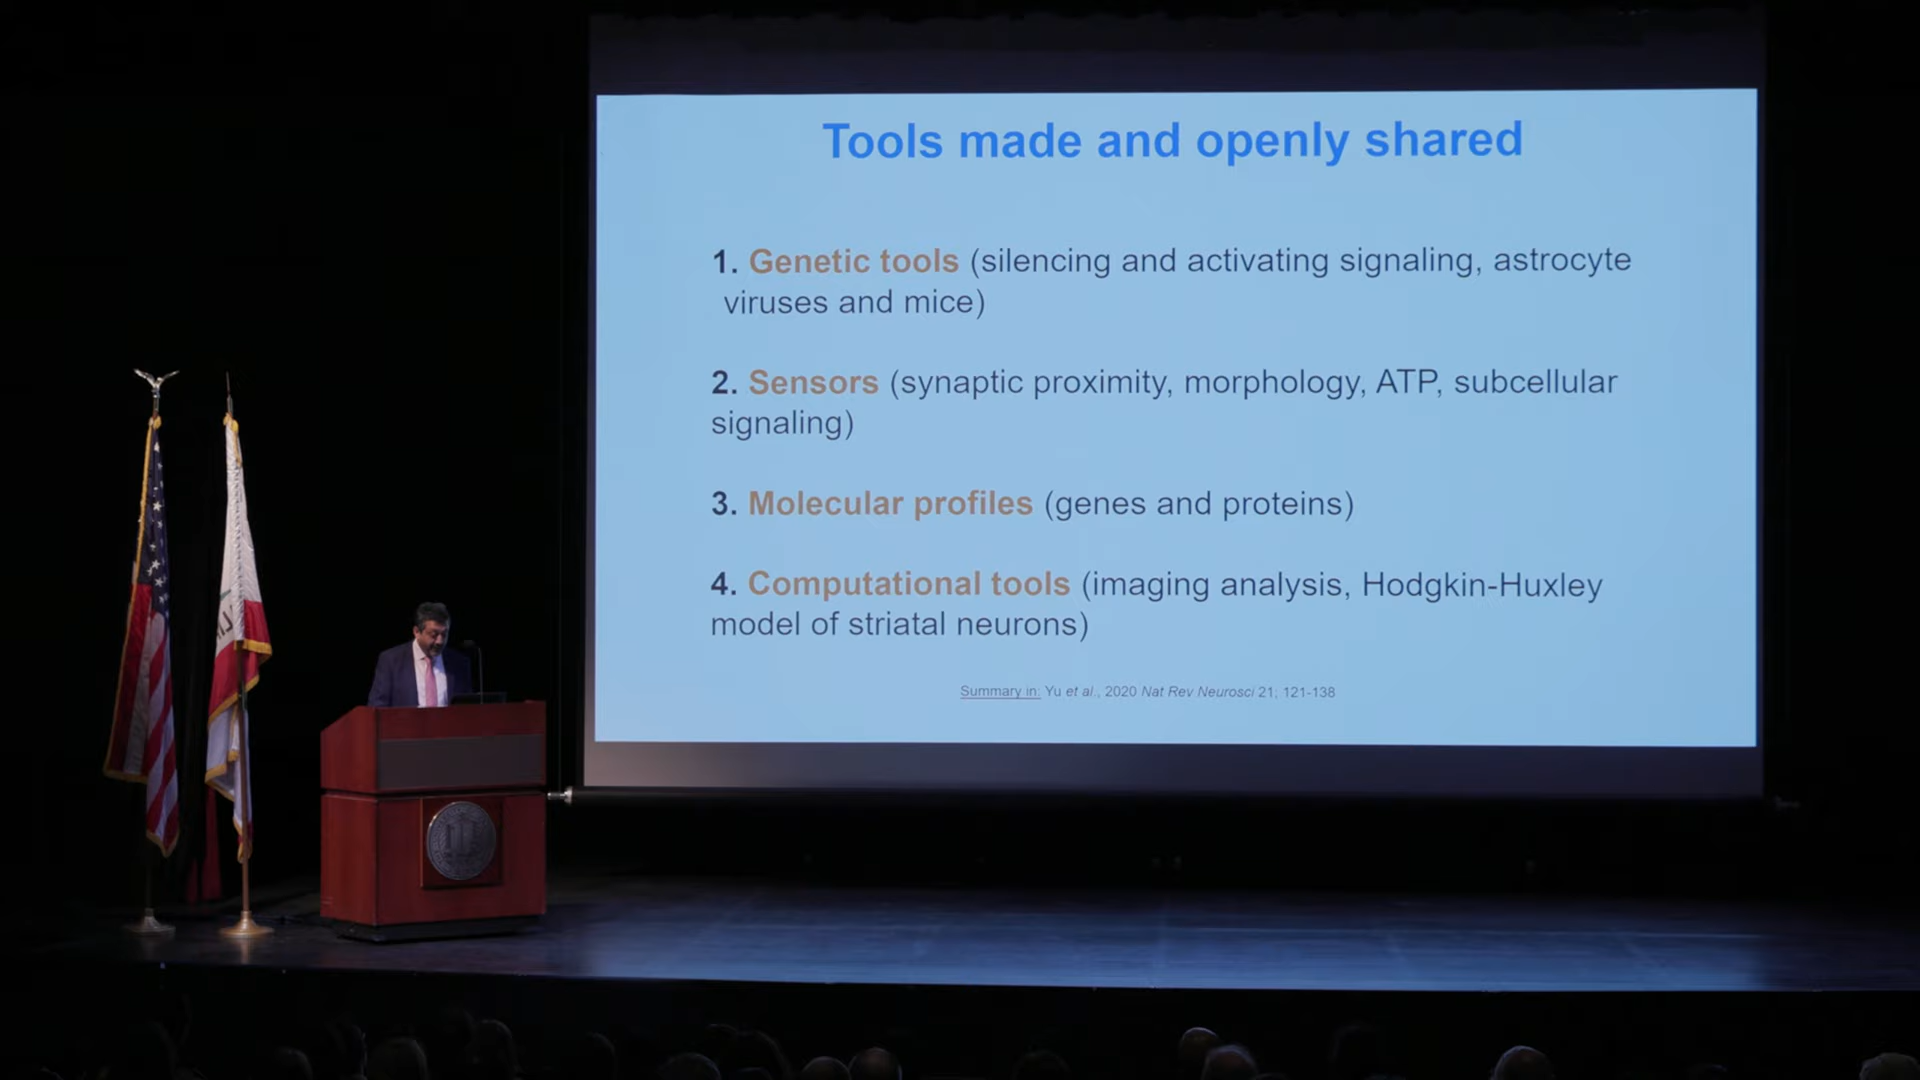 Tools made and openly shared
1. Genetic tools (silencing and activating signaling, astrocyte
viruses and mice)
2. Sensors (synaptic proximity, morphology, ATP, subcellular
signaling)
3. Molecular profiles (genes and proteins)
4. Computational tools (imaging analysis, Hodgkin-Huxley
model of striatal neurons)
Summary in: Yu et al., 2020 Nat Rev Neurosci 21; 121-138